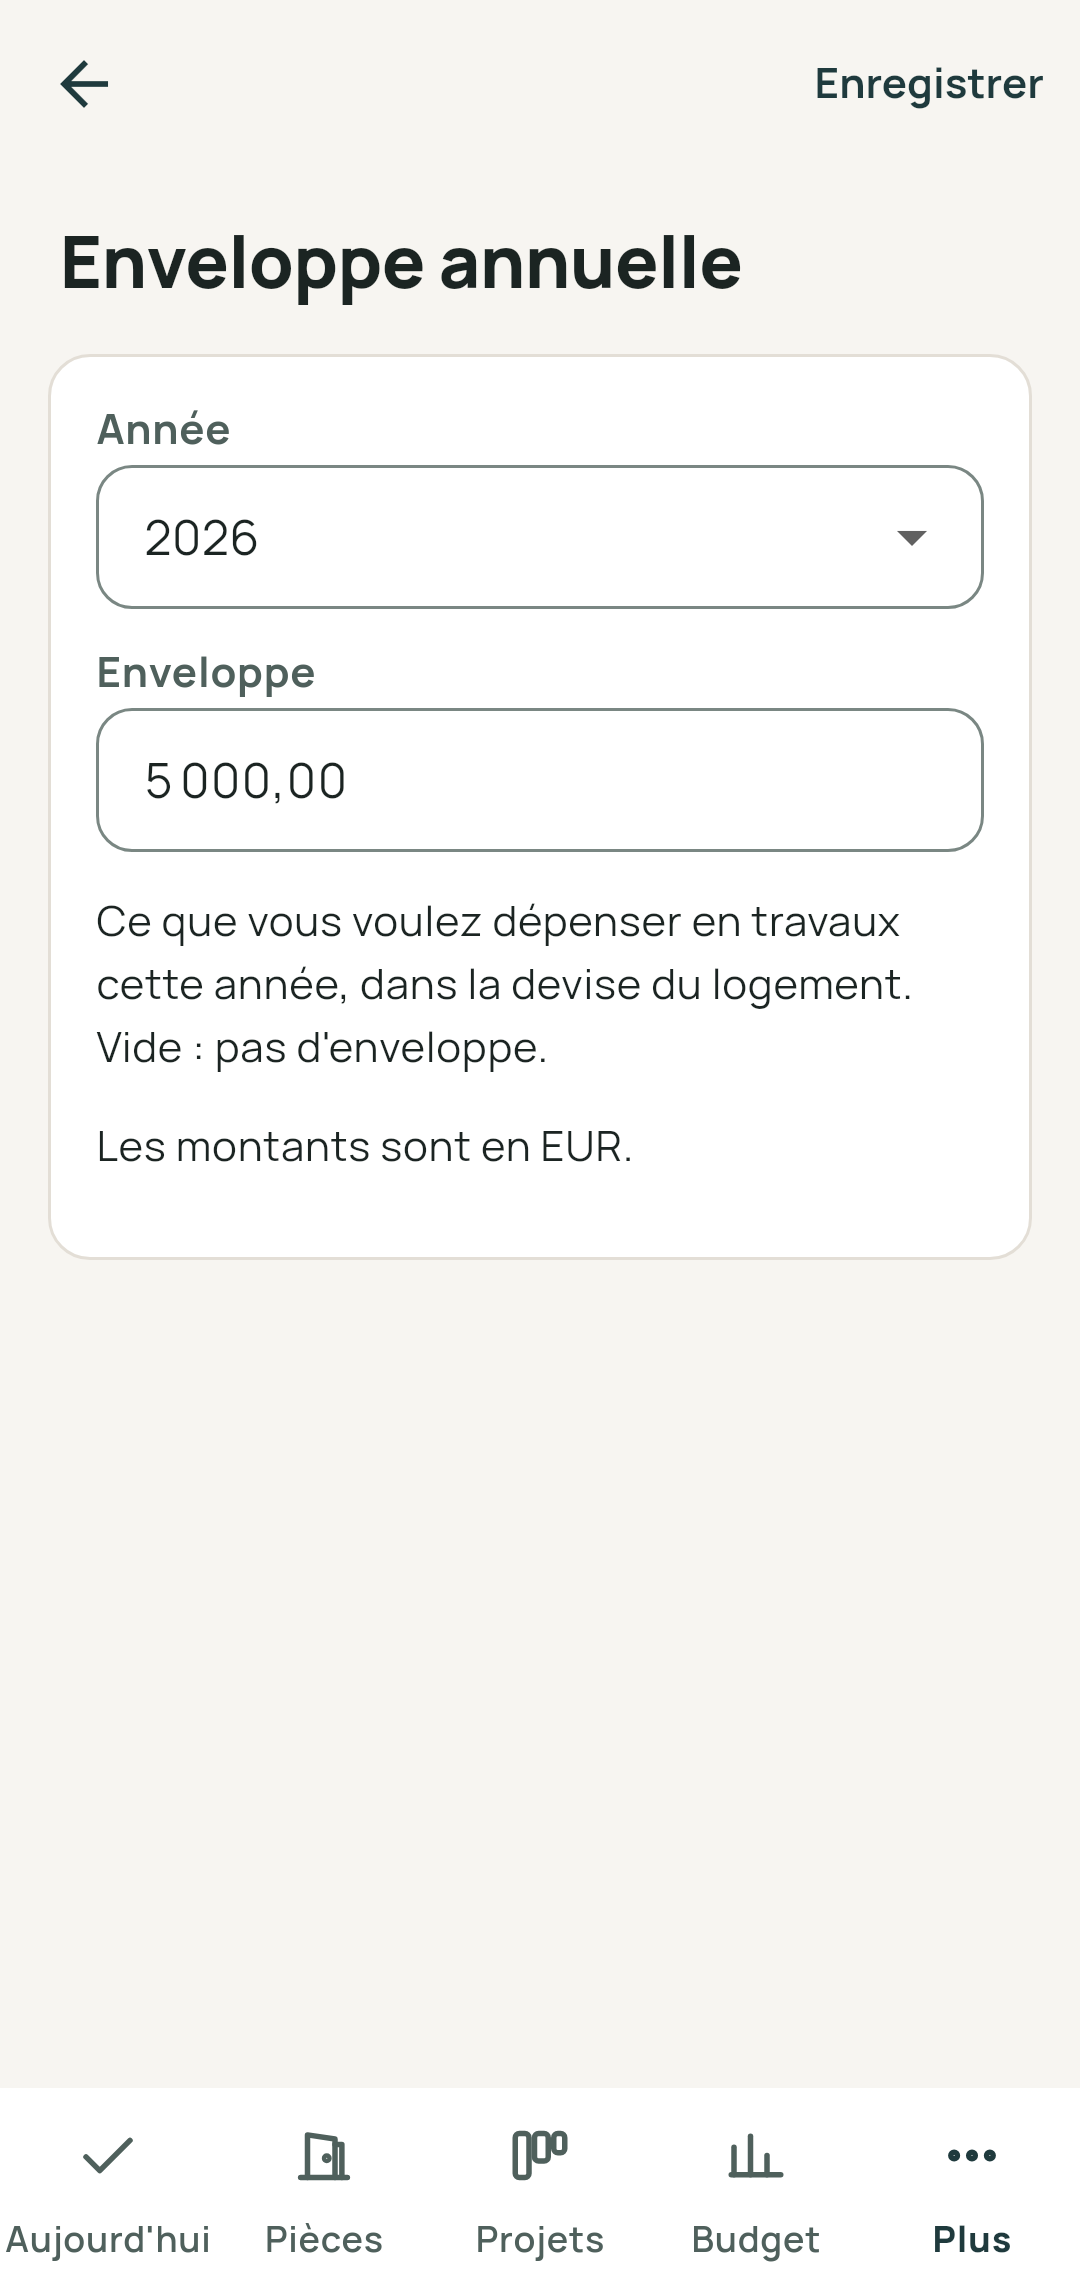 Enregistrer
Enveloppe annuelle
Année
2026
Enveloppe
5 000,00
Ce que vous voulez dépenser en travaux
cette année, dans la devise du logement.
Vide : pas d'enveloppe.
Les montants sont en EUR.
Aujourd'hui
Pièces
Projets
Budget
Plus